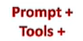 Prompt +
Tools +